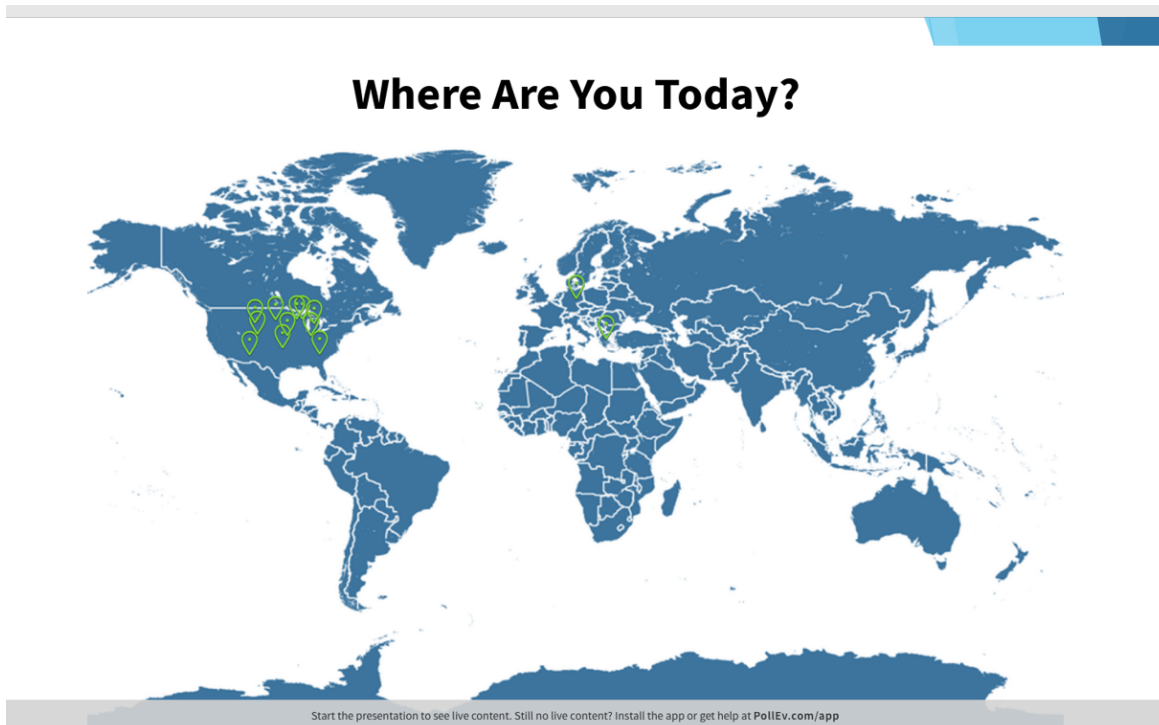 Where Are You Today?
Start the presentation to see live content. Still no live content? Install the app or get help at PollEv.com/app